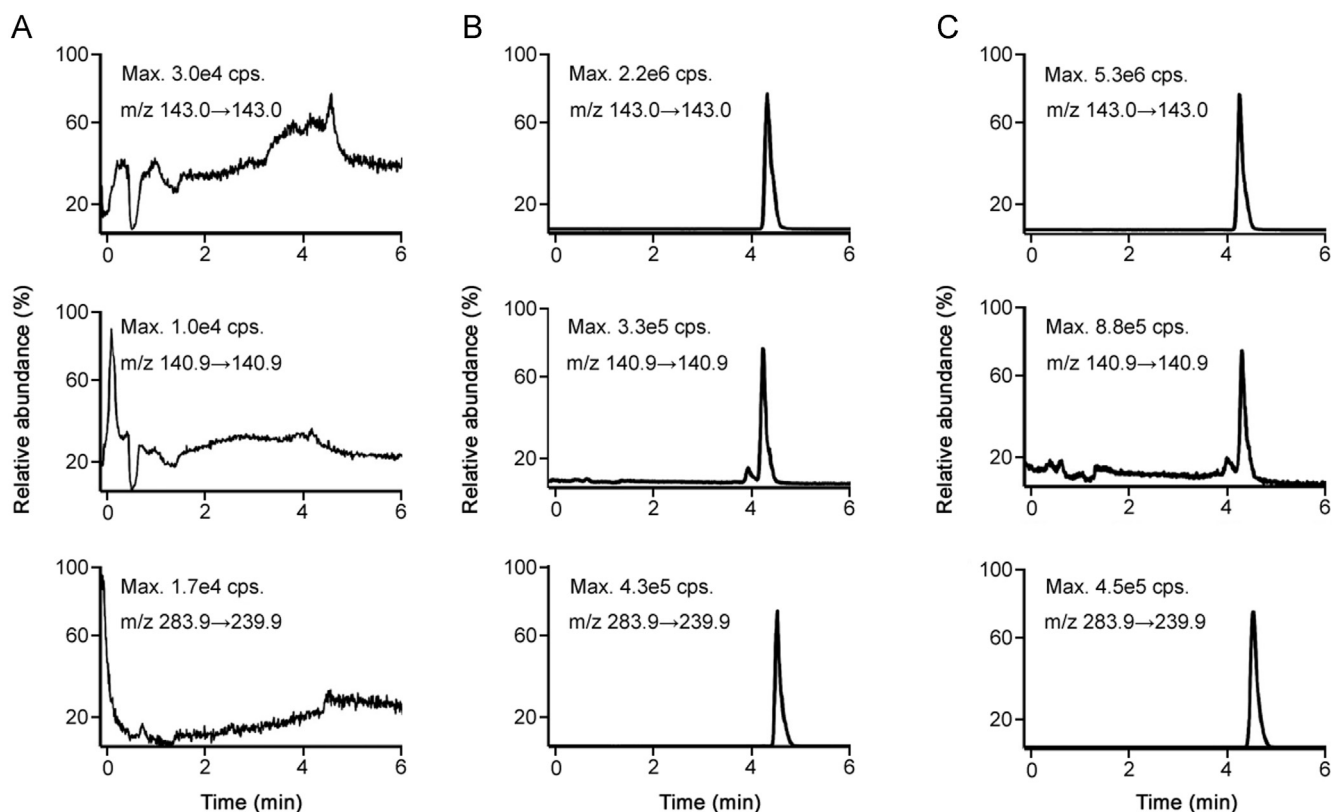 A
B
C
100
60
20
Max. 3.0e4 cps.
m/z 143.0→143.0
0 2 4 6
100
60
20
Max. 2.2e6 cps.
m/z 143.0→143.0
0 2 4 6
100
60
20
Max. 5.3e6 cps.
m/z 143.0→143.0
0 2 4 6
Relative abundance (%)
100
60
20
Max. 1.0e4 cps.
m/z 140.9→140.9
0 2 4 6
Relative abundance (%)
100
60
20
Max. 3.3e5 cps.
m/z 140.9→140.9
0 2 4 6
Relative abundance (%)
100
60
20
Max. 8.8e5 cps.
m/z 140.9→140.9
0 2 4 6
100
60
20
Max. 1.7e4 cps.
m/z 283.9→239.9
0 2 4 6
Time (min)
100
60
20
Max. 4.3e5 cps.
m/z 283.9→239.9
0 2 4 6
Time (min)
100
60
20
Max. 4.5e5 cps.
m/z 283.9→239.9
0 2 4 6
Time (min)